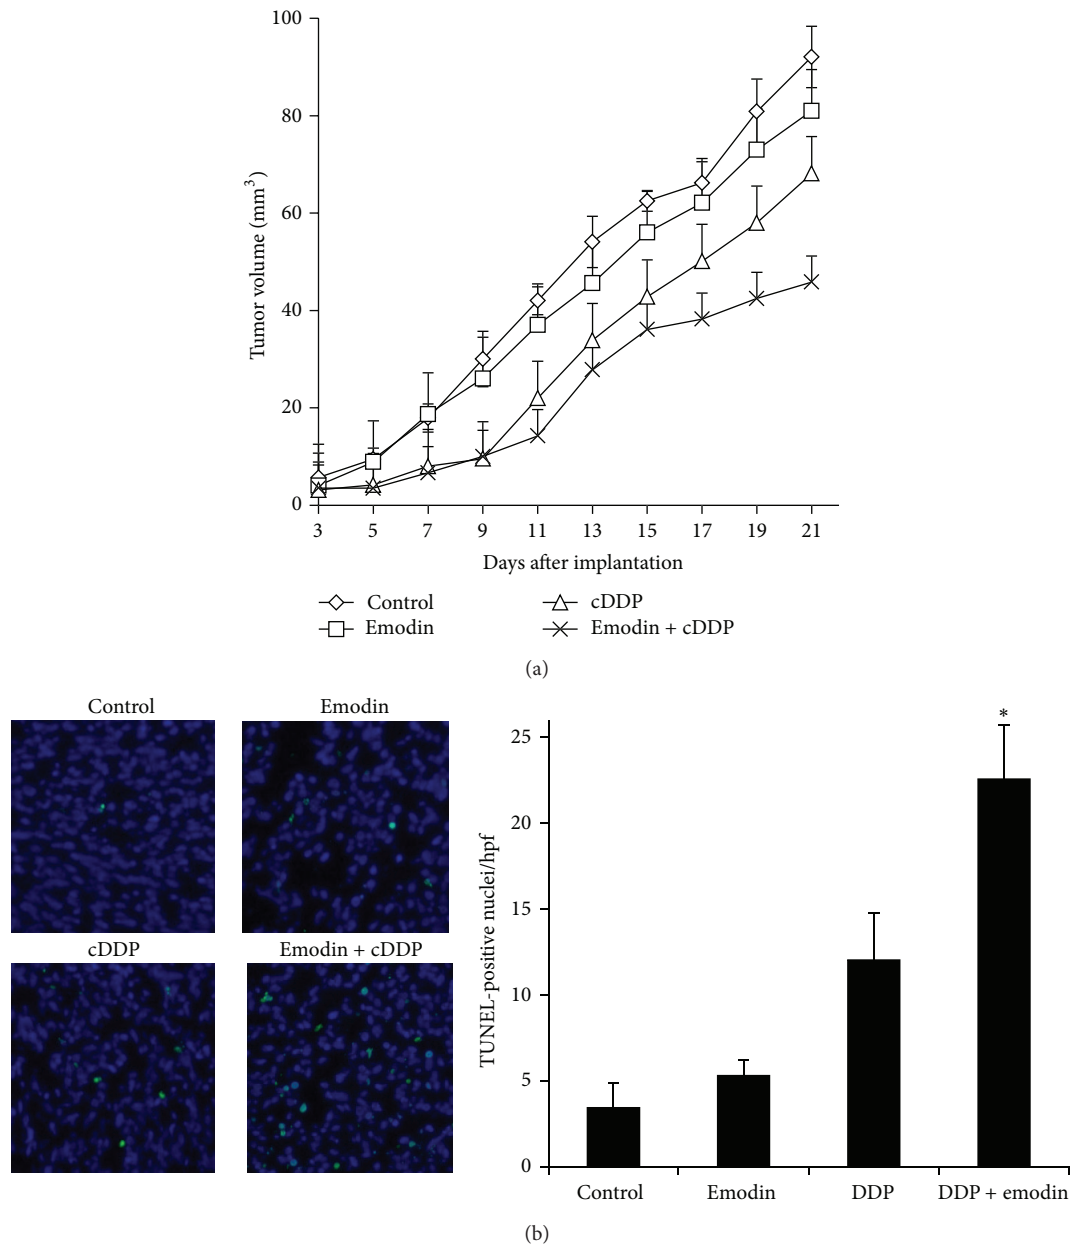 100
80
60
40
20
0
Tumor volume (mm³)
3 5 7 9 11 13 15 17 19 21
Days after implantation
Control
cDDP
Emodin
Emodin + cDDP
(a)
Control
Emodin
cDDP
Emodin + cDDP
25
20
15
10
5
0
TUNEL-positive nuclei/hpf
*
Control Emodin DDP DDP + emodin
(b)